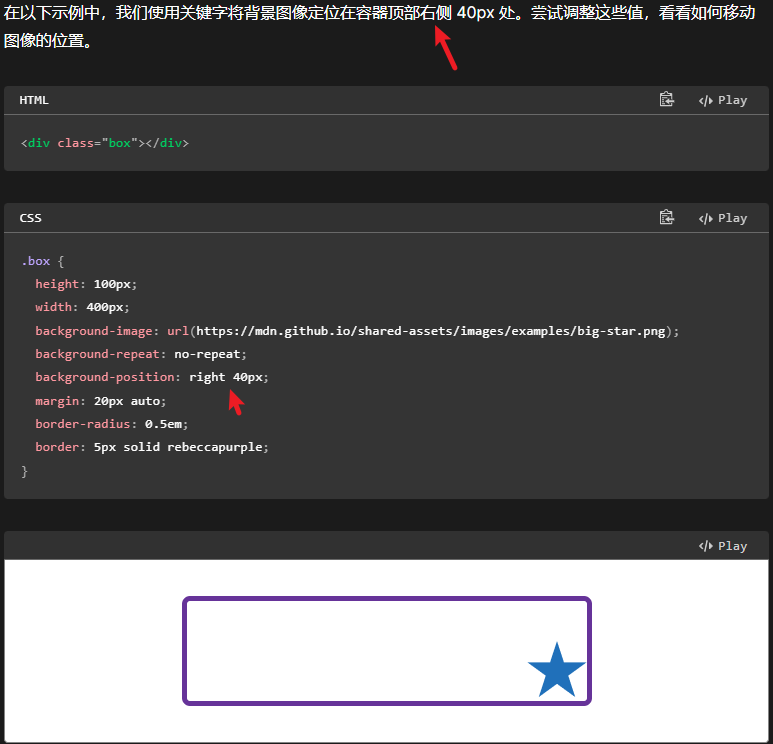 在以下示例中，我们使用关键字将背景图像定位在容器顶部右侧 40px 处。尝试调整这些值，看看如何移动
图像的位置。
HTML
</> Play
<div class="box"></div>
CSS
</> Play
.box {
  height: 100px;
  width: 400px;
  background-image: url(https://mdn.github.io/shared-assets/images/examples/big-star.png);
  background-repeat: no-repeat;
  background-position: right 40px;
  margin: 20px auto;
  border-radius: 0.5em;
  border: 5px solid rebeccapurple;
}
</> Play